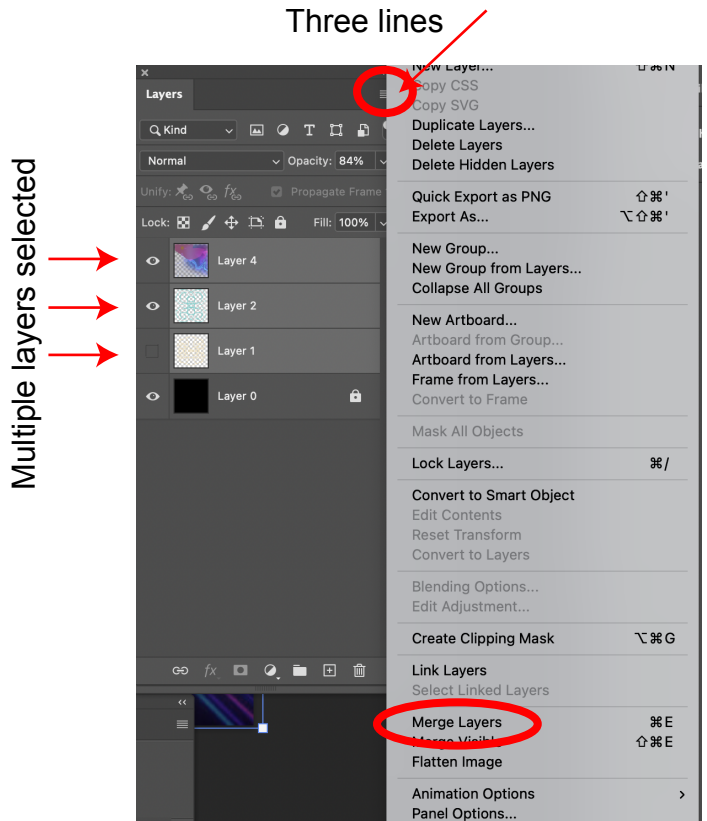 Three lines
Multiple layers selected
Layers
Kind
Normal
Opacity: 84%
Unify:
Propagate Frame
Lock:
Fill: 100%
Layer 4
Layer 2
Layer 1
Layer 0
fx
New Layer... ⇧⌘N
Copy CSS
Copy SVG
Duplicate Layers...
Delete Layers
Delete Hidden Layers
Quick Export as PNG ⇧⌘'
Export As... ⌥⇧⌘'
New Group...
New Group from Layers...
Collapse All Groups
New Artboard...
Artboard from Group...
Artboard from Layers...
Frame from Layers...
Convert to Frame
Mask All Objects
Lock Layers... ⌘/
Convert to Smart Object
Edit Contents
Reset Transform
Convert to Layers
Blending Options...
Edit Adjustment...
Create Clipping Mask ⌥⌘G
Link Layers
Select Linked Layers
Merge Layers ⌘E
Merge Visible ⇧⌘E
Flatten Image
Animation Options
Panel Options...